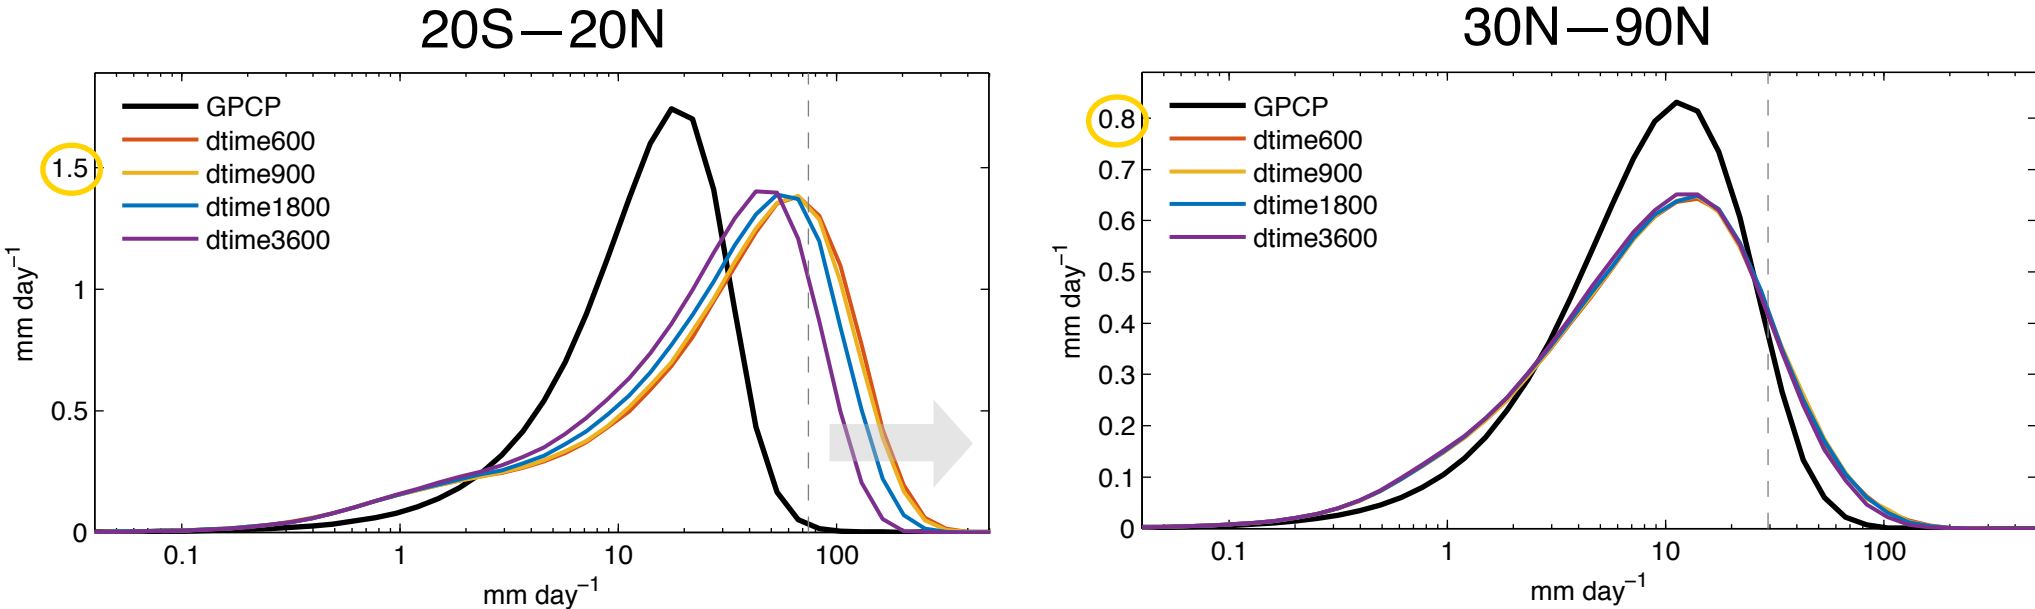 20S—20N
GPCP
dtime600
dtime900
dtime1800
dtime3600
1.5
1
0.5
0
mm day⁻¹
0.1 1 10 100
mm day⁻¹
30N—90N
GPCP
dtime600
dtime900
dtime1800
dtime3600
0.8
0.7
0.6
0.5
0.4
0.3
0.2
0.1
0
mm day⁻¹
0.1 1 10 100
mm day⁻¹